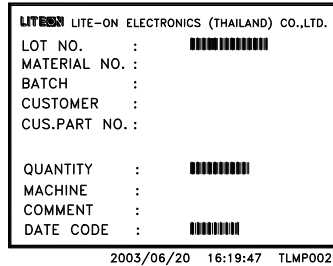 LITEON LITE-ON ELECTRONICS (THAILAND) CO.,LTD.
LOT NO. :
MATERIAL NO. :
BATCH :
CUSTOMER :
CUS.PART NO. :
QUANTITY :
MACHINE :
COMMENT :
DATE CODE :
2003/06/20 16:19:47 TLMP002